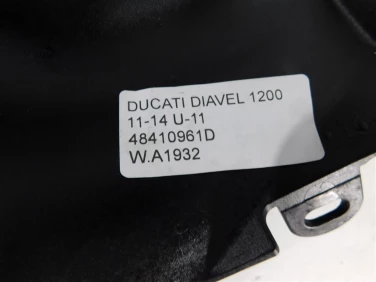 DUCATI DIAVEL 1200
11-14 U-11
48410961D
W.A1932